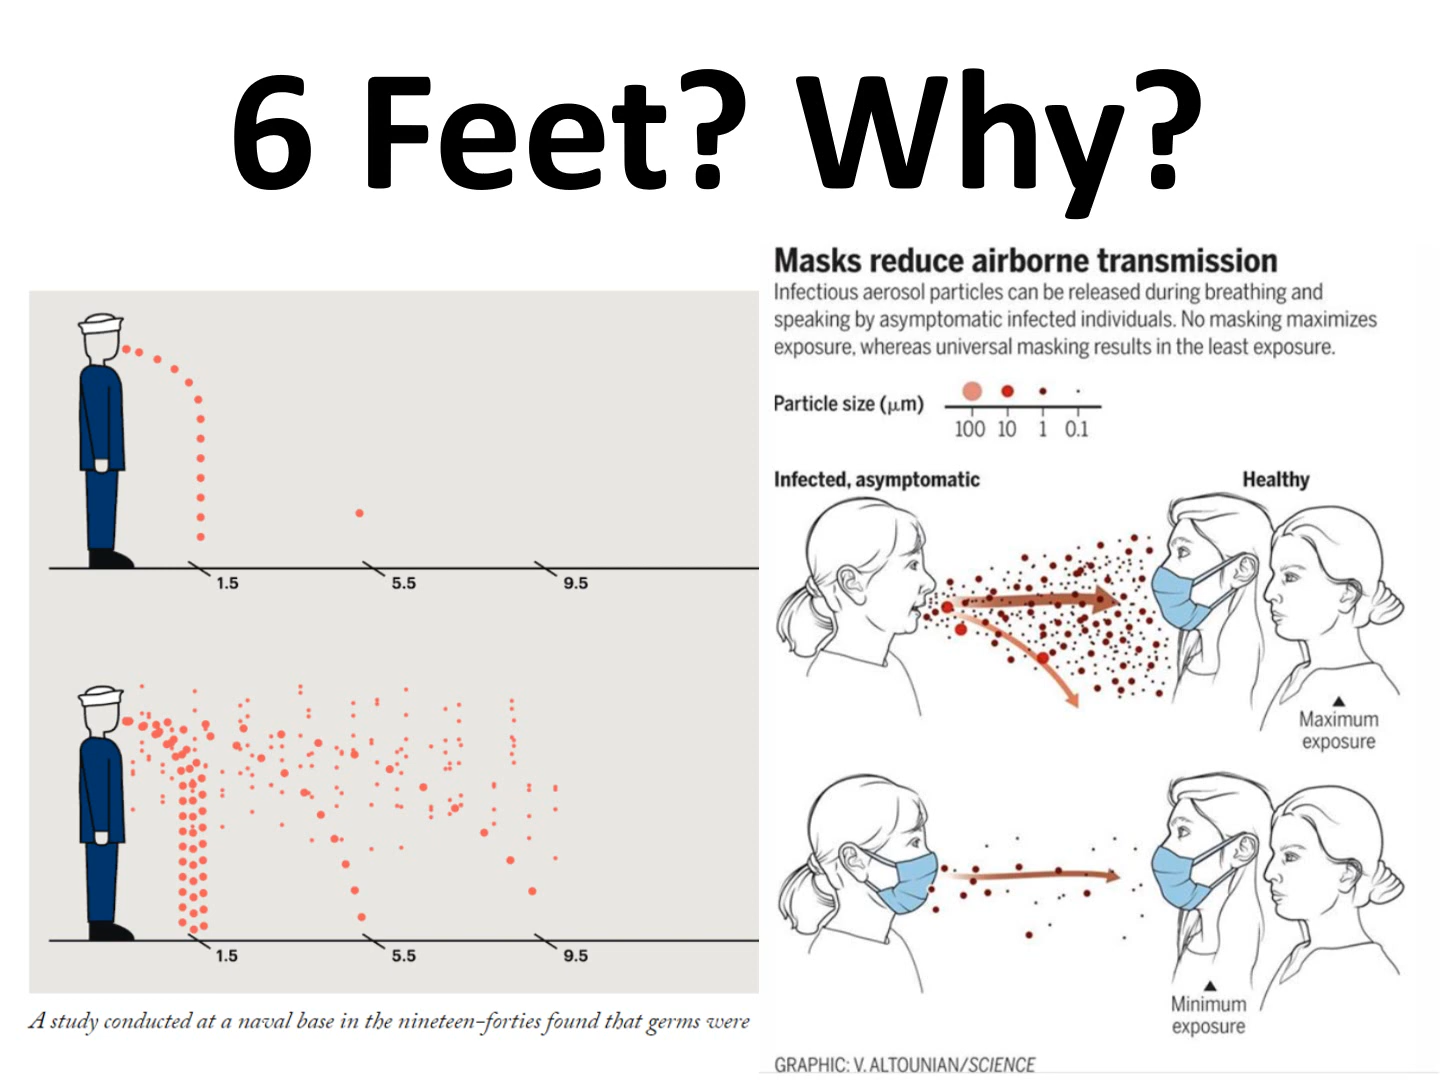 6 Feet? Why?
1.5 5.5 9.5
1.5 5.5 9.5
A study conducted at a naval base in the nineteen-forties found that germs were
Masks reduce airborne transmission
Infectious aerosol particles can be released during breathing and
speaking by asymptomatic infected individuals. No masking maximizes
exposure, whereas universal masking results in the least exposure.
Particle size (μm)
100 10 1 0.1
Infected, asymptomatic Healthy
Maximum
exposure
Minimum
exposure
GRAPHIC: V. ALTOUNIAN/SCIENCE